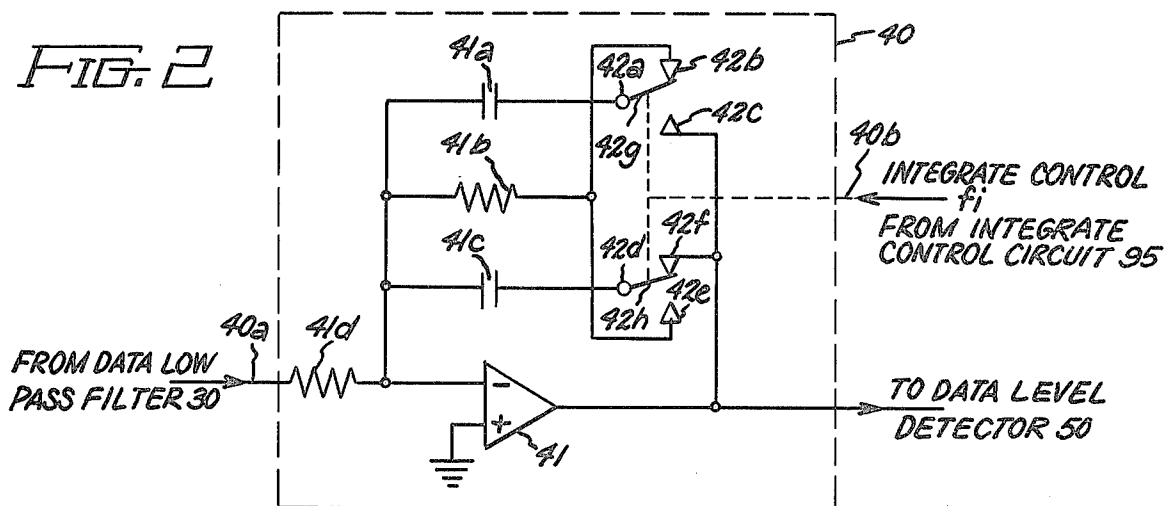 FIG. 2
40
41a
42a
42b
42c
42g
40b
41b
INTEGRATE CONTROL
fi
FROM INTEGRATE
CONTROL CIRCUIT 95
41c
42d
42f
42e
42h
40a
41d
FROM DATA LOW
PASS FILTER 30
−
+
41
TO DATA LEVEL
DETECTOR 50